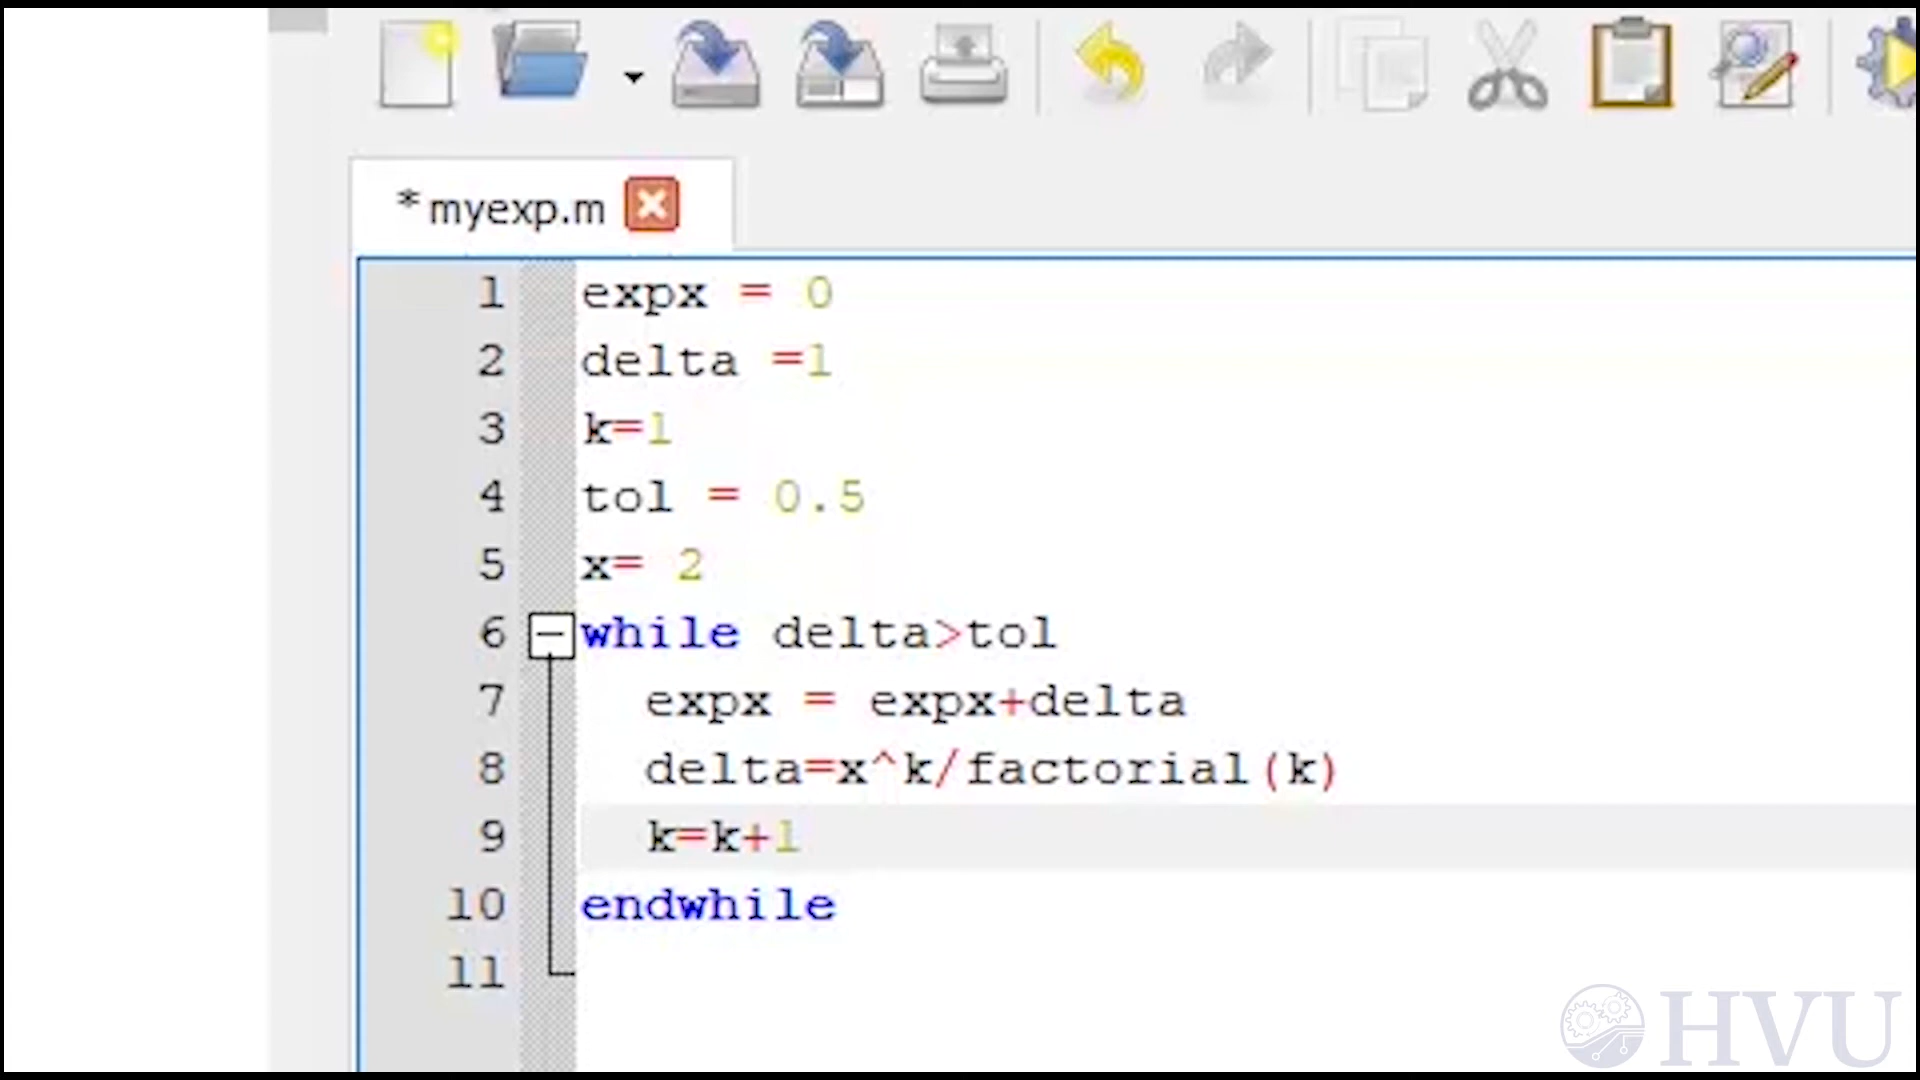 *myexp.m
1 expx = 0
2 delta =1
3 k=1
4 tol = 0.5
5 x= 2
6 while delta>tol
7 expx = expx+delta
8 delta=x^k/factorial(k)
9 k=k+1
10 endwhile
11
HVU